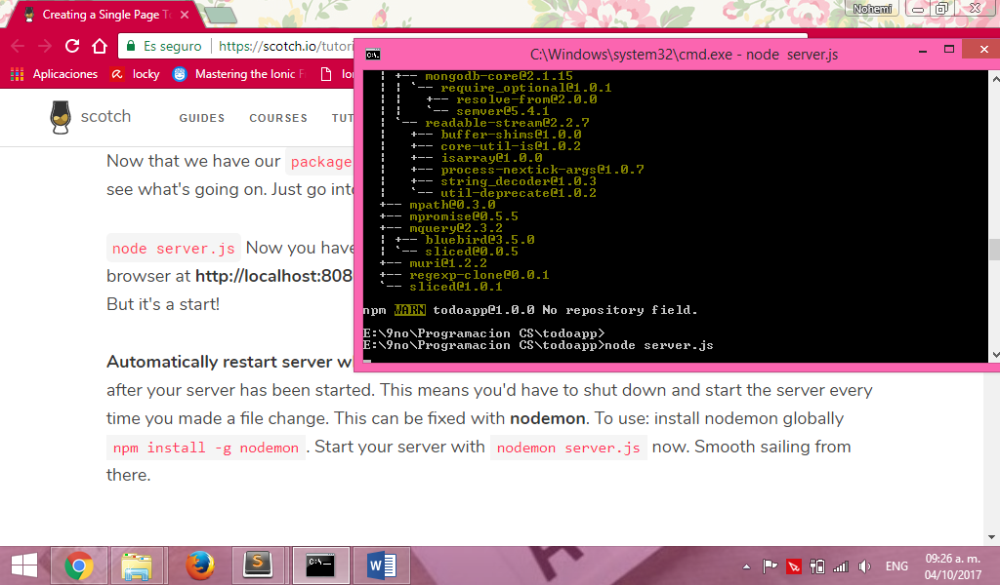 Creating a Single Page To
Nohemi
Es seguro
https://scotch.io/tutori
Aplicaciones
locky
Mastering the Ionic F
Io
scotch
GUIDES
COURSES
TUT
Now that we have our package
see what's going on. Just go into
node server.js Now you have
browser at http://localhost:808
But it's a start!
Automatically restart server w
after your server has been started. This means you'd have to shut down and start the server every
time you made a file change. This can be fixed with nodemon. To use: install nodemon globally
npm install -g nodemon . Start your server with nodemon server.js now. Smooth sailing from
there.
C:\Windows\system32\cmd.exe - node server.js
| +-- mongodb-core@2.1.15
| | `-- require_optional@1.0.1
| |   +-- resolve-from@2.0.0
| |   `-- semver@5.4.1
| `-- readable-stream@2.2.7
|   +-- buffer-shims@1.0.0
|   +-- core-util-is@1.0.2
|   +-- isarray@1.0.0
|   +-- process-nextick-args@1.0.7
|   +-- string_decoder@1.0.3
|   `-- util-deprecate@1.0.2
+-- mpath@0.3.0
+-- mpromise@0.5.5
+-- mquery@2.3.2
| +-- bluebird@3.5.0
| `-- sliced@0.0.5
+-- muri@1.2.2
+-- regexp-clone@0.0.1
`-- sliced@1.0.1
npm WARN todoapp@1.0.0 No repository field.
E:\9no\Programacion CS\todoapp>
E:\9no\Programacion CS\todoapp>node server.js
ENG
09:26 a. m.
04/10/2017